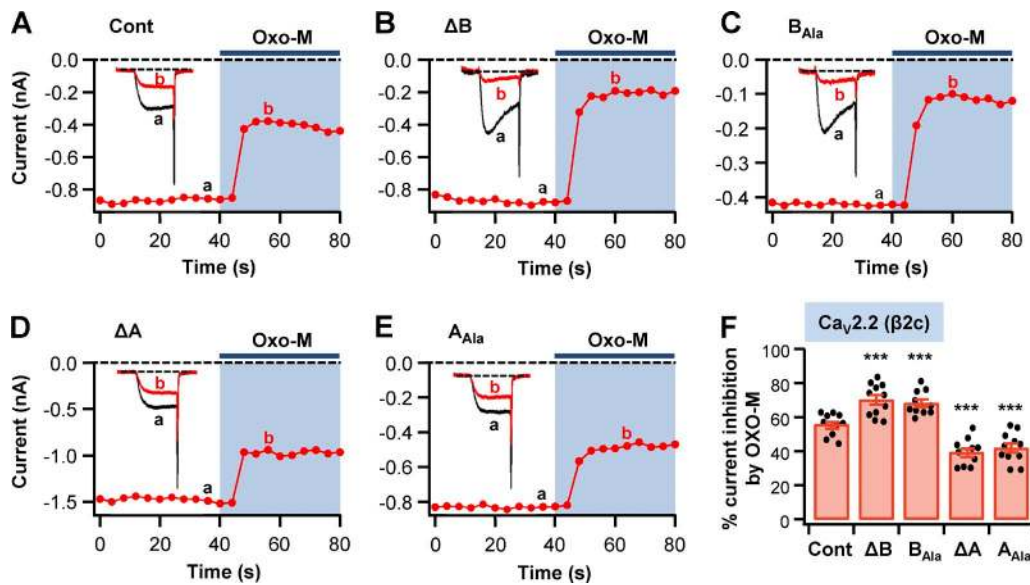 A
Cont
Oxo-M
Current (nA)
0.0
-0.2
-0.4
-0.6
-0.8
b
a
b
a
0
20
40
60
80
Time (s)
B
ΔB
Oxo-M
0.0
-0.2
-0.4
-0.6
-0.8
b
a
b
a
0
20
40
60
80
Time (s)
C
B_Ala
Oxo-M
0.0
-0.1
-0.2
-0.3
-0.4
b
a
b
a
0
20
40
60
80
Time (s)
D
ΔA
Oxo-M
Current (nA)
0.0
-0.5
-1.0
-1.5
b
a
b
a
0
20
40
60
80
Time (s)
E
A_Ala
Oxo-M
0.0
-0.2
-0.4
-0.6
-0.8
b
a
b
a
0
20
40
60
80
Time (s)
F
Ca_V2.2 (β2c)
% current inhibition
by OXO-M
100
80
60
40
20
0
***
***
***
***
Cont
ΔB
B_Ala
ΔA
A_Ala